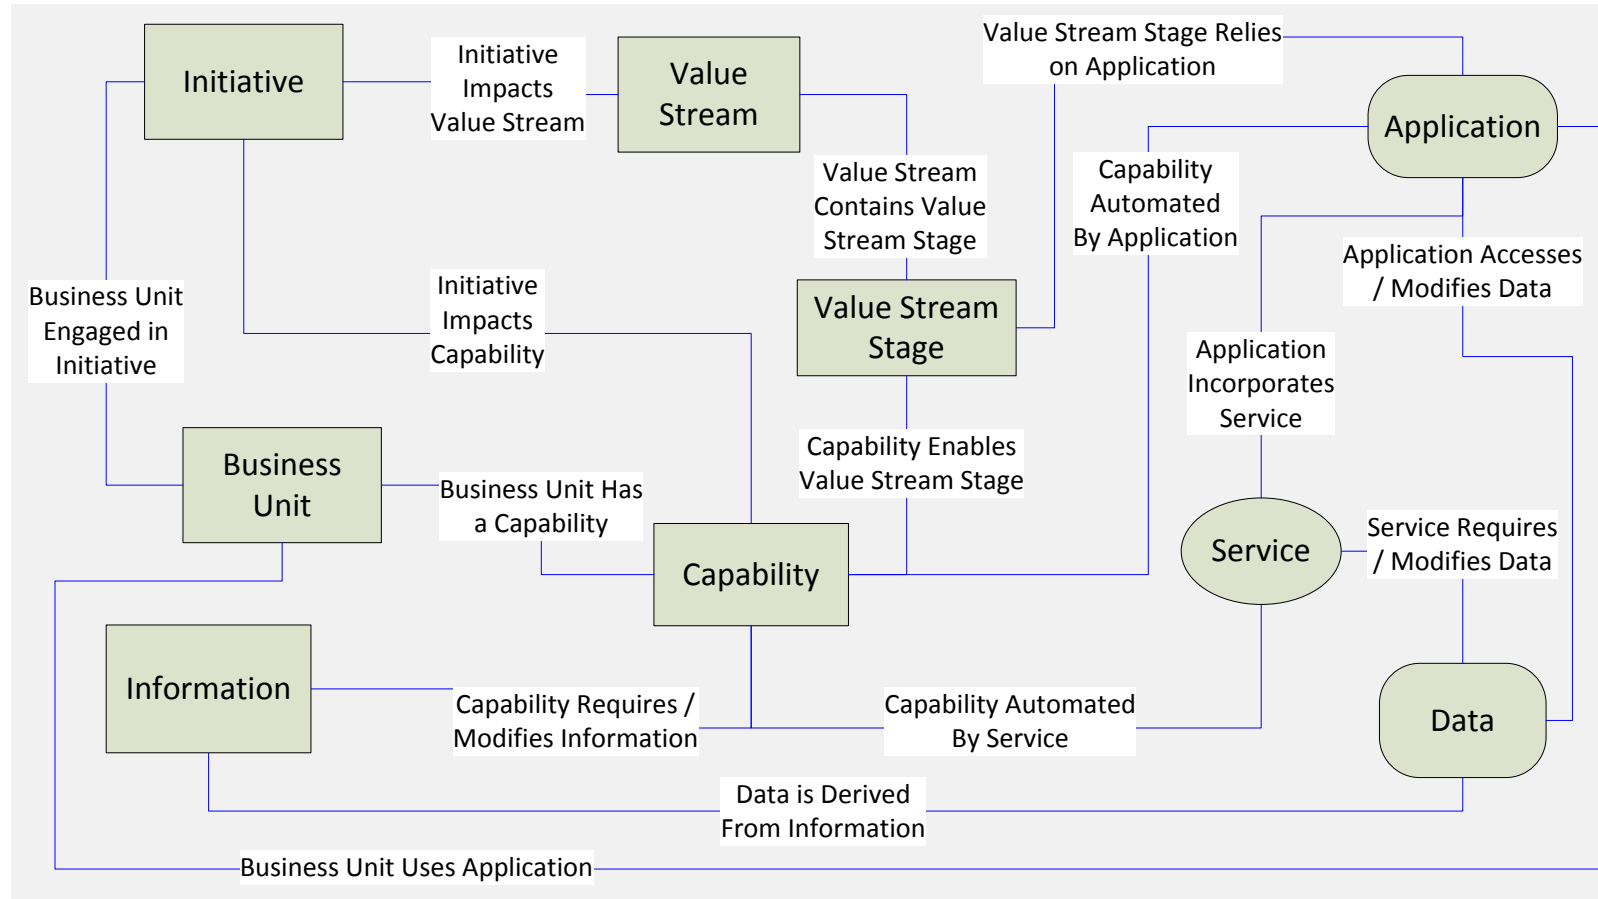 Initiative
Initiative
Impacts
Value Stream
Value
Stream
Value Stream Stage Relies
on Application
Application
Value Stream
Contains Value
Stream Stage
Capability
Automated
By Application
Application Accesses
/ Modifies Data
Business Unit
Engaged in
Initiative
Initiative
Impacts
Capability
Value Stream
Stage
Application
Incorporates
Service
Business
Unit
Business Unit Has
a Capability
Capability Enables
Value Stream Stage
Capability
Service
Service Requires
/ Modifies Data
Information
Capability Requires /
Modifies Information
Capability Automated
By Service
Data
Data is Derived
From Information
Business Unit Uses Application